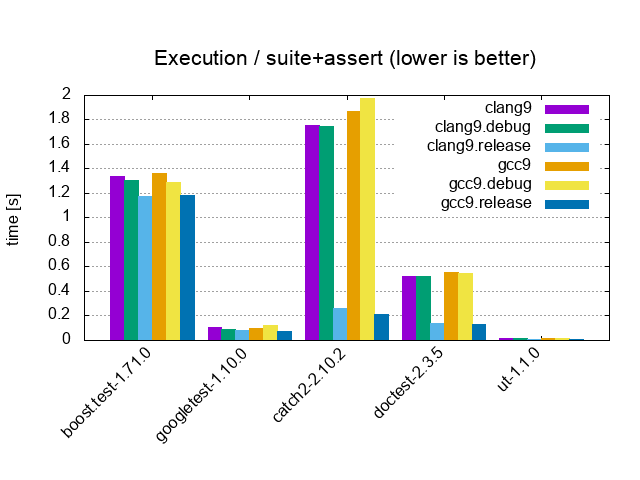 Execution / suite+assert (lower is better)
time [s]
2
1.8
1.6
1.4
1.2
1
0.8
0.6
0.4
0.2
0
clang9
clang9.debug
clang9.release
gcc9
gcc9.debug
gcc9.release
boost.test-1.71.0
googletest-1.10.0
catch2-2.10.2
doctest-2.3.5
ut-1.1.0